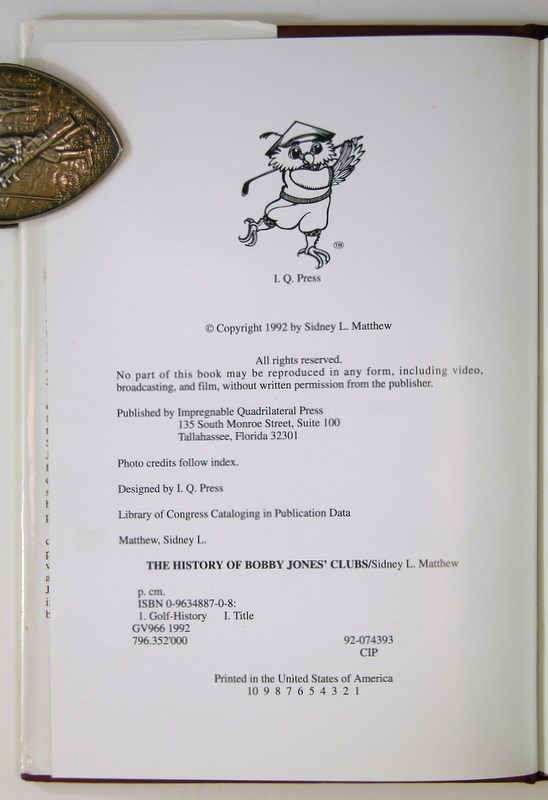 TM
I. Q. Press
© Copyright 1992 by Sidney L. Matthew
All rights reserved.
No part of this book may be reproduced in any form, including video,
broadcasting, and film, without written permission from the publisher.
Published by Impregnable Quadrilateral Press
135 South Monroe Street, Suite 100
Tallahassee, Florida 32301
Photo credits follow index.
Designed by I. Q. Press
Library of Congress Cataloging in Publication Data
Matthew, Sidney L.
THE HISTORY OF BOBBY JONES' CLUBS/Sidney L. Matthew
p. cm.
ISBN 0-9634887-0-8:
1. Golf-History I. Title
GV966 1992
796.352'000 92-074393
CIP
Printed in the United States of America
10 9 8 7 6 5 4 3 2 1